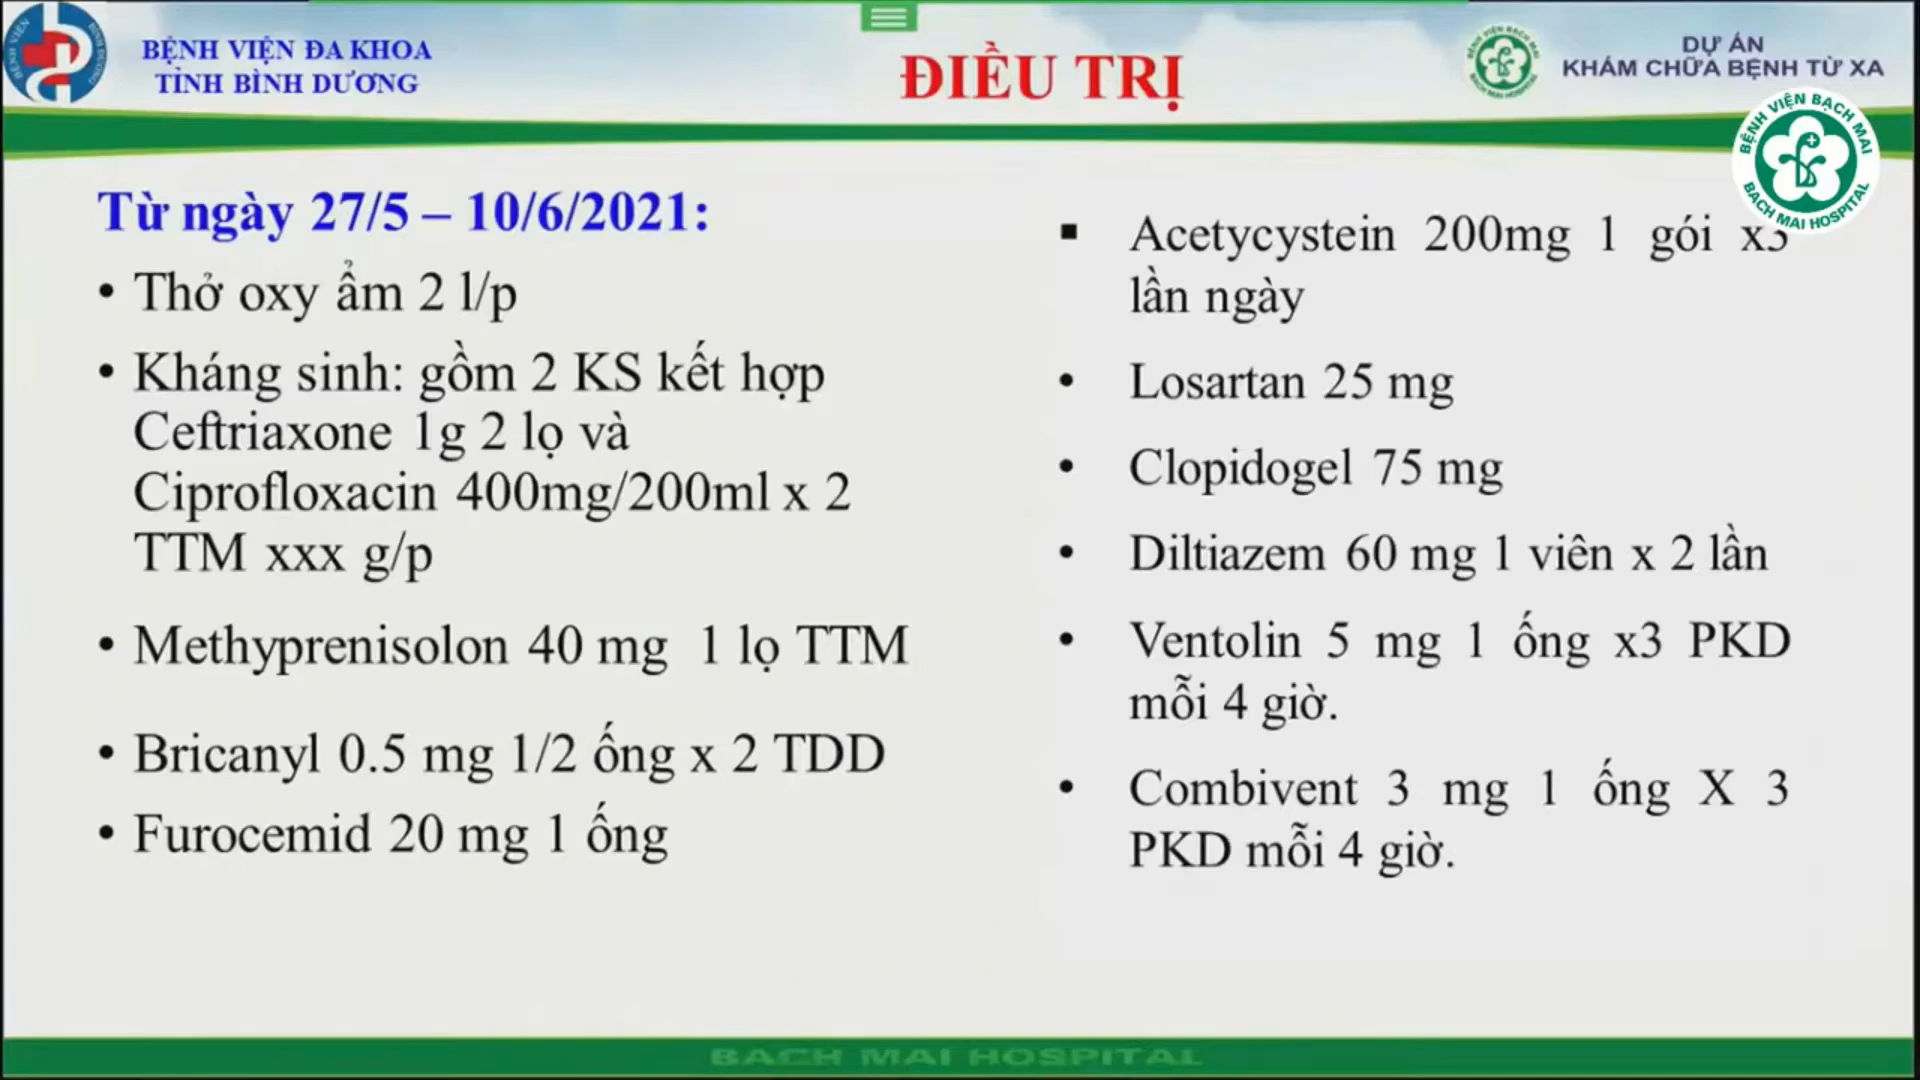 BỆNH VIỆN ĐA KHOA
TỈNH BÌNH DƯƠNG
ĐIỀU TRỊ
DỰ ÁN
KHÁM CHỮA BỆNH TỪ XA
BỆNH VIỆN BẠCH MAI
BACH MAI HOSPITAL
Từ ngày 27/5 – 10/6/2021:
• Thở oxy ẩm 2 l/p
• Kháng sinh: gồm 2 KS kết hợp
Ceftriaxone 1g 2 lọ và
Ciprofloxacin 400mg/200ml x 2
TTM xxx g/p
• Methyprenisolon 40 mg 1 lọ TTM
• Bricanyl 0.5 mg 1/2 ống x 2 TDD
• Furocemid 20 mg 1 ống
▪ Acetycystein 200mg 1 gói x3
lần ngày
• Losartan 25 mg
• Clopidogel 75 mg
• Diltiazem 60 mg 1 viên x 2 lần
• Ventolin 5 mg 1 ống x3 PKD
mỗi 4 giờ.
• Combivent 3 mg 1 ống X 3
PKD mỗi 4 giờ.
BACH MAI HOSPITAL